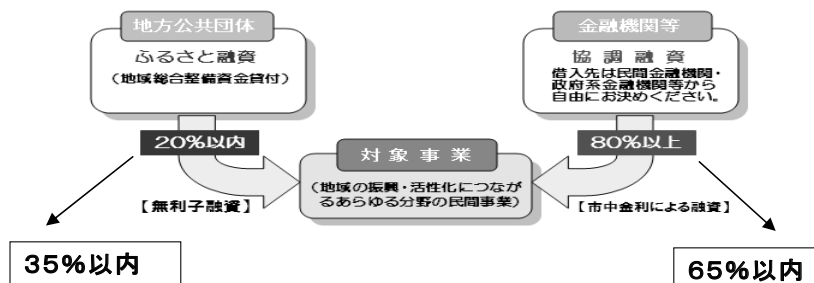 地方公共団体
ふるさと融資
（地域総合整備資金貸付）
金融機関等
協調融資
借入先は民間金融機関・
政府系金融機関等から
自由にお決めください。
20%以内
対象事業
80%以上
（地域の振興・活性化につなが
るあらゆる分野の民間事業）
【無利子融資】
【市中金利による融資】
35%以内
65%以内